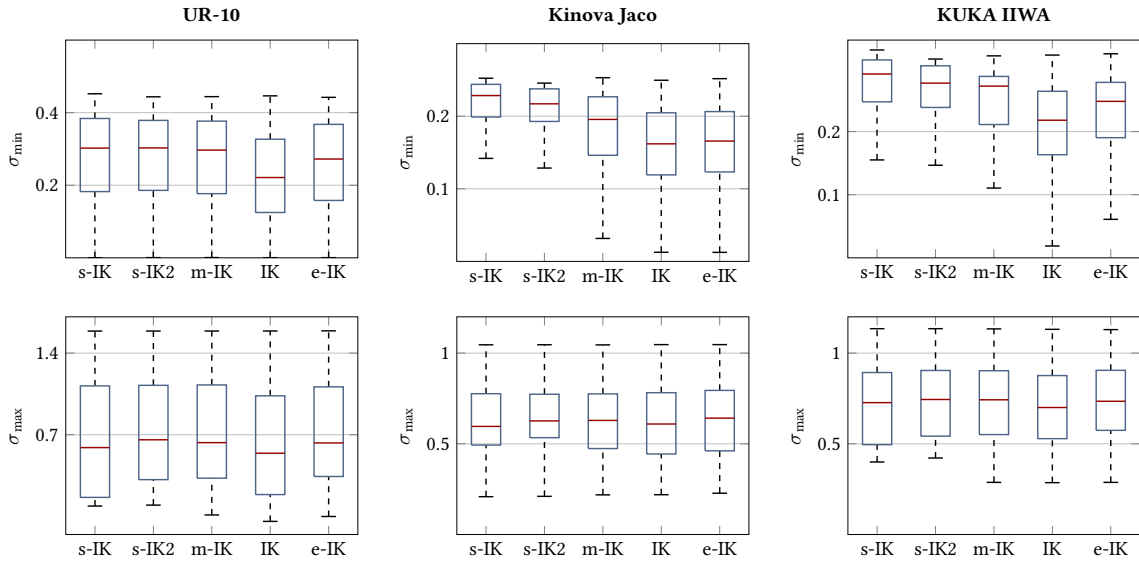 UR-10 Kinova Jaco KUKA IIWA
0.4
0.2
σmin
s-IK s-IK2 m-IK IK e-IK
0.2
0.1
σmin
s-IK s-IK2 m-IK IK e-IK
0.2
0.1
σmin
s-IK s-IK2 m-IK IK e-IK
1.4
0.7
σmax
s-IK s-IK2 m-IK IK e-IK
1
0.5
σmax
s-IK s-IK2 m-IK IK e-IK
1
0.5
σmax
s-IK s-IK2 m-IK IK e-IK